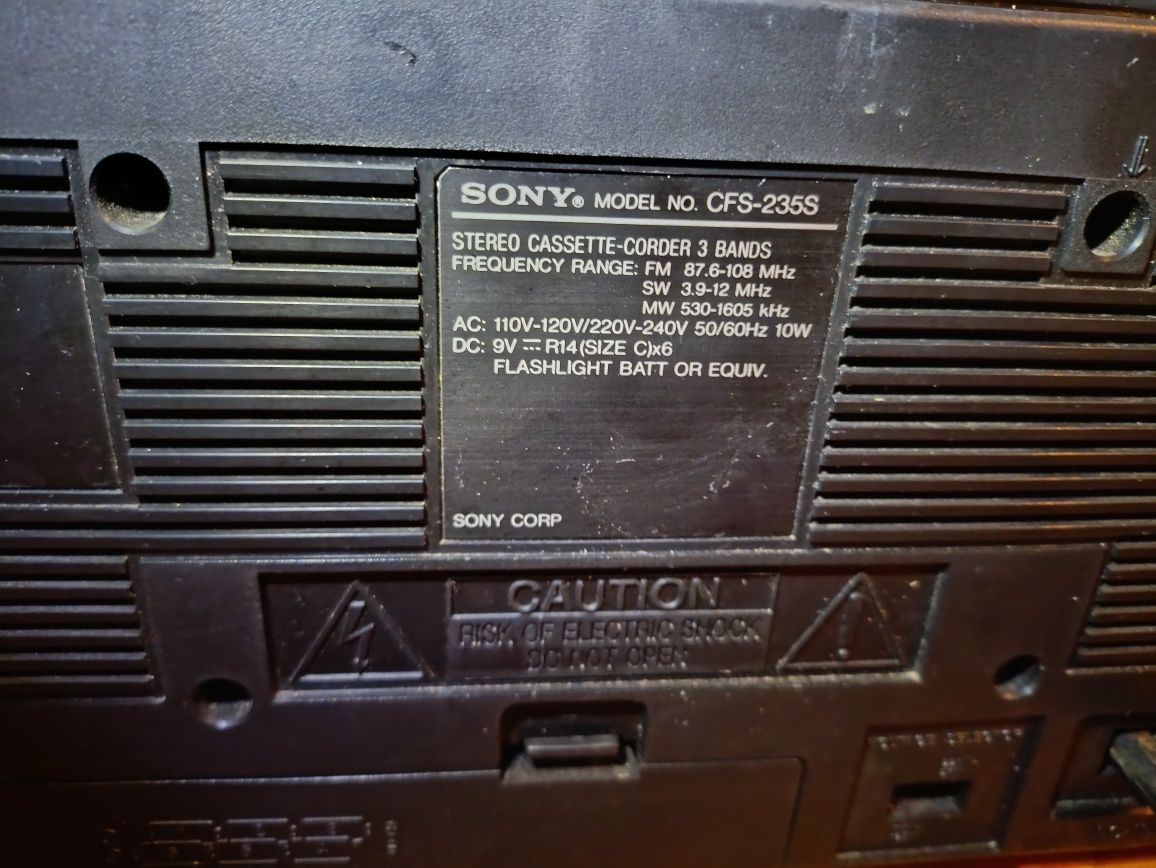 SONY® MODEL NO. CFS-235S
STEREO CASSETTE-CORDER 3 BANDS
FREQUENCY RANGE: FM 87.6-108 MHz
SW 3.9-12 MHz
MW 530-1605 kHz
AC: 110V-120V/220V-240V 50/60Hz 10W
DC: 9V ⎓ R14(SIZE C)x6
FLASHLIGHT BATT OR EQUIV.
SONY CORP
CAUTION
RISK OF ELECTRIC SHOCK
DO NOT OPEN